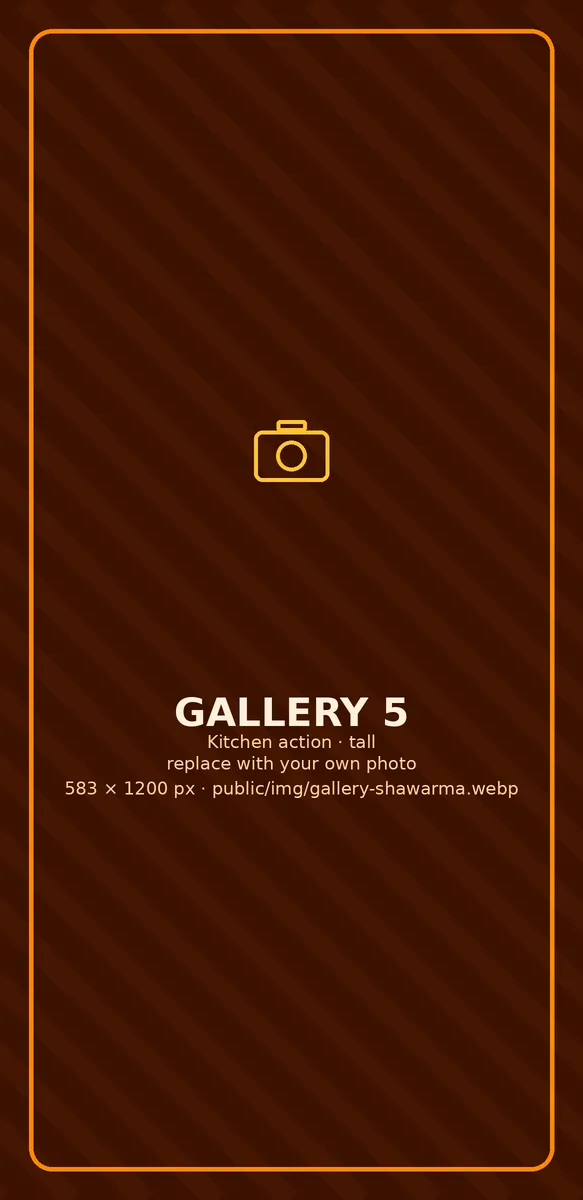 GALLERY 5
Kitchen action · tall
replace with your own photo
583 × 1200 px · public/img/gallery-shawarma.webp